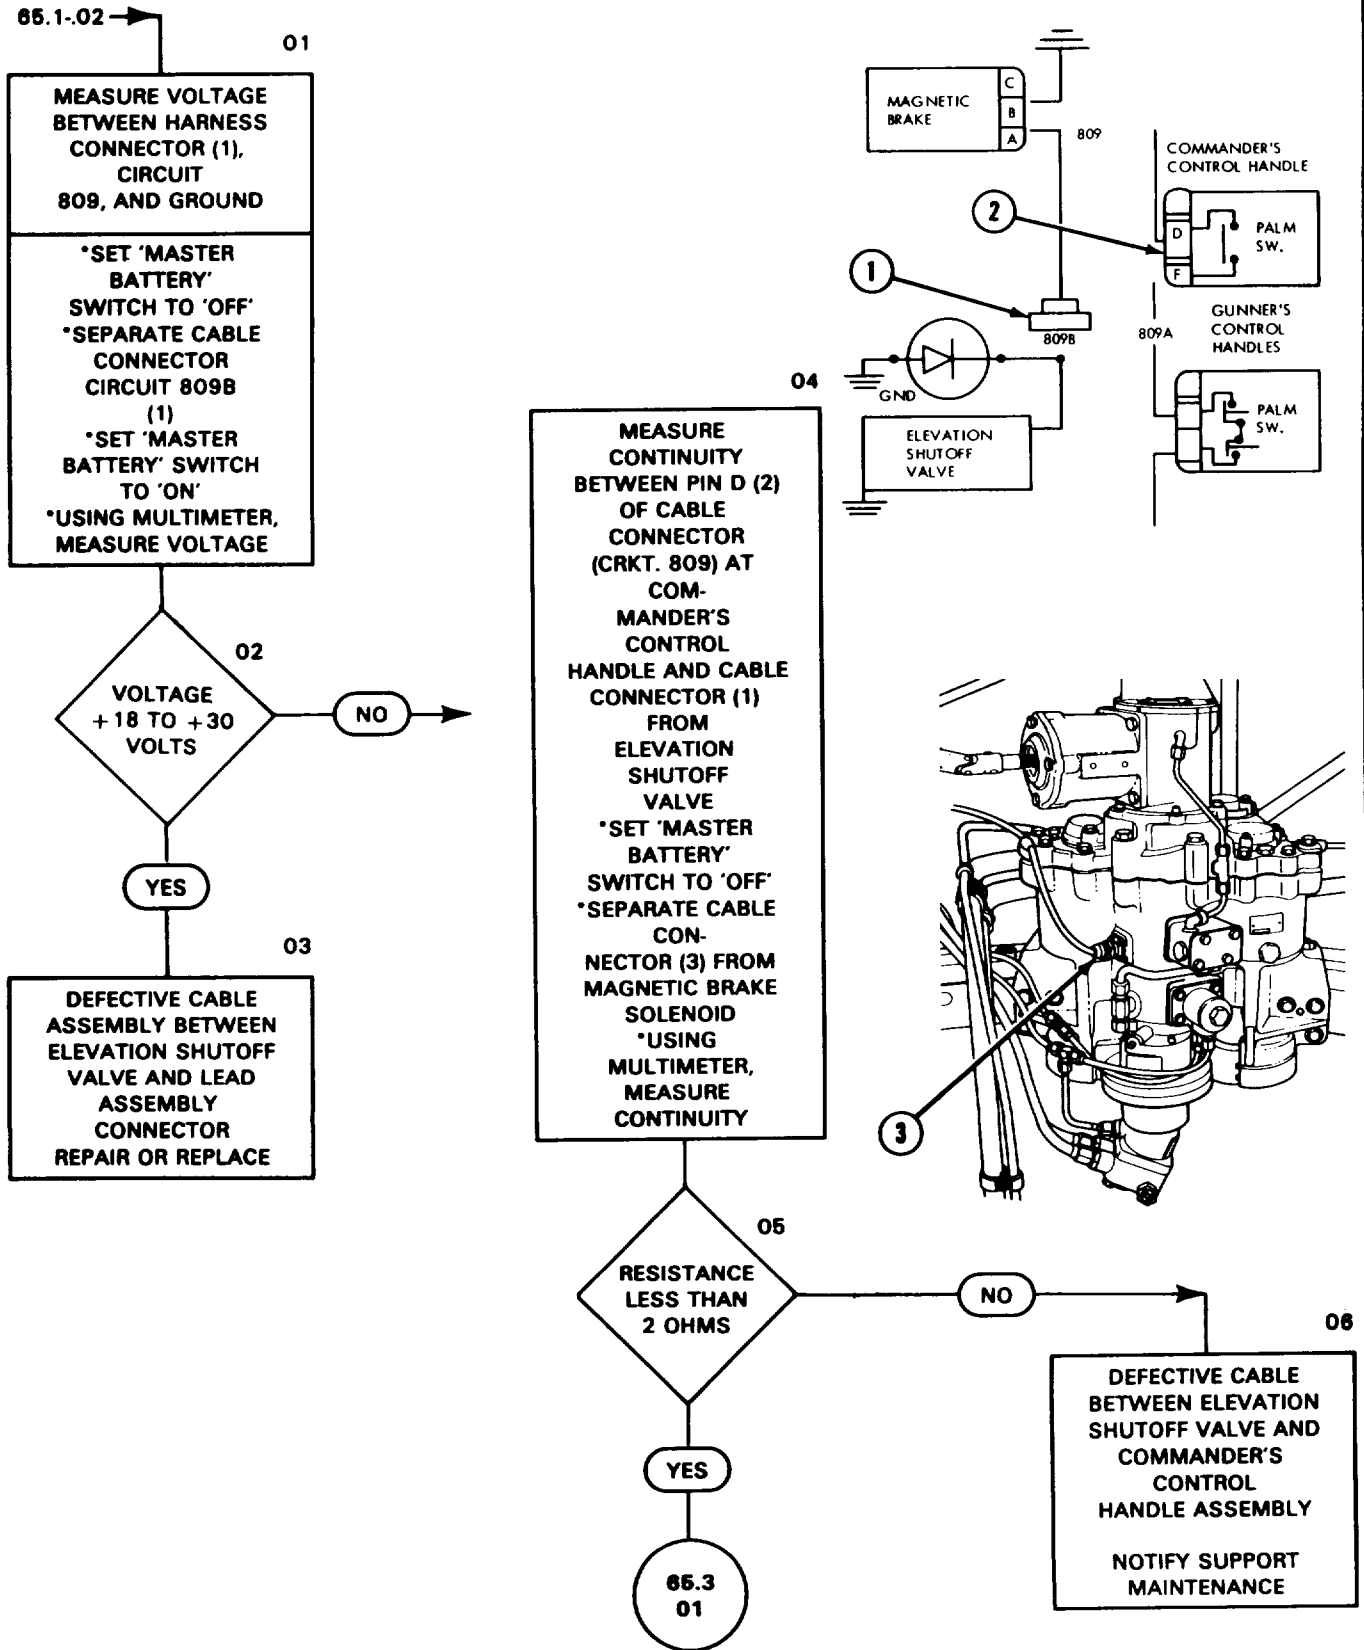 65.1-.02
01
MEASURE VOLTAGE
BETWEEN HARNESS
CONNECTOR (1),
CIRCUIT
809, AND GROUND
*SET 'MASTER
BATTERY'
SWITCH TO 'OFF'
*SEPARATE CABLE
CONNECTOR
CIRCUIT 809B
(1)
*SET 'MASTER
BATTERY' SWITCH
TO 'ON'
*USING MULTIMETER,
MEASURE VOLTAGE
02
VOLTAGE
+18 TO +30
VOLTS
NO
YES
03
DEFECTIVE CABLE
ASSEMBLY BETWEEN
ELEVATION SHUTOFF
VALVE AND LEAD
ASSEMBLY
CONNECTOR
REPAIR OR REPLACE
04
MEASURE
CONTINUITY
BETWEEN PIN D (2)
OF CABLE
CONNECTOR
(CRKT. 809) AT
COM-
MANDER'S
CONTROL
HANDLE AND CABLE
CONNECTOR (1)
FROM
ELEVATION
SHUTOFF
VALVE
*SET 'MASTER
BATTERY'
SWITCH TO 'OFF'
*SEPARATE CABLE
CON-
NECTOR (3) FROM
MAGNETIC BRAKE
SOLENOID
*USING
MULTIMETER,
MEASURE
CONTINUITY
05
RESISTANCE
LESS THAN
2 OHMS
NO
YES
65.3
01
06
DEFECTIVE CABLE
BETWEEN ELEVATION
SHUTOFF VALVE AND
COMMANDER'S
CONTROL
HANDLE ASSEMBLY
NOTIFY SUPPORT
MAINTENANCE
MAGNETIC
BRAKE
C
B
A
809
COMMANDER'S
CONTROL HANDLE
2
D
F
PALM
SW.
1
809B
809A
GUNNER'S
CONTROL
HANDLES
PALM
SW.
GND
ELEVATION
SHUTOFF
VALVE
3